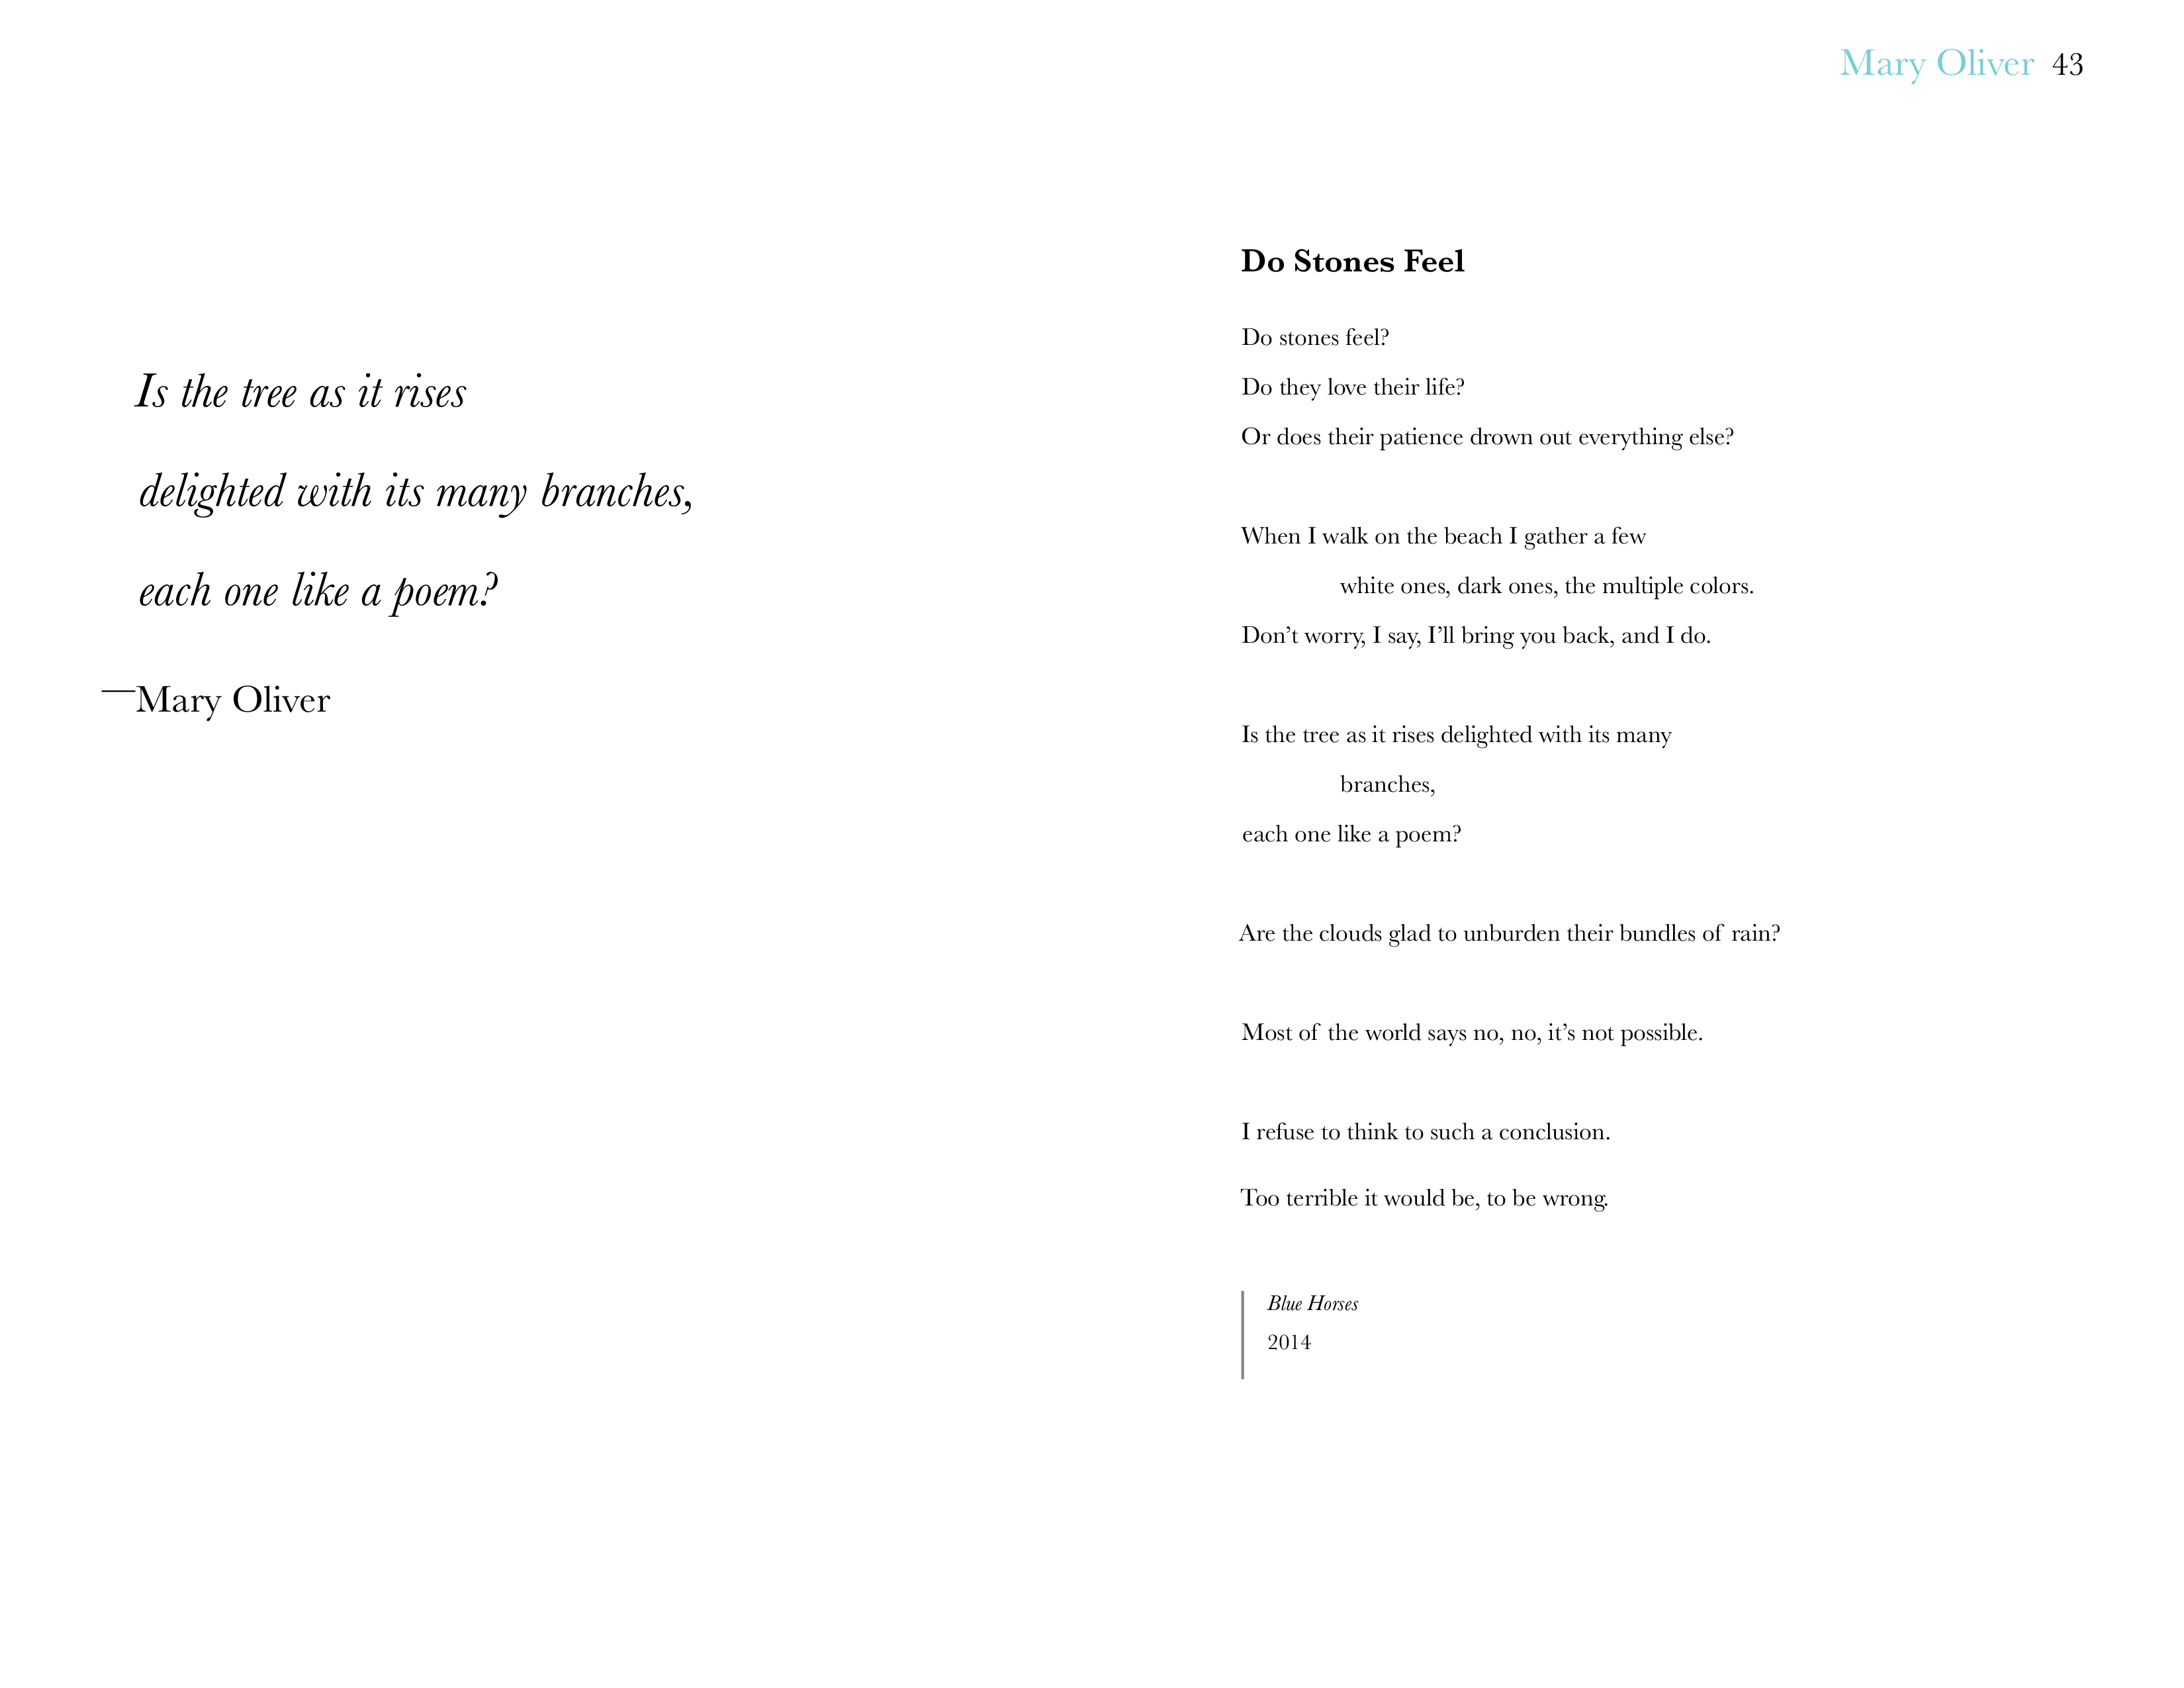 Mary Oliver 43
Is the tree as it rises
delighted with its many branches,
each one like a poem?
—Mary Oliver
Do Stones Feel
Do stones feel?
Do they love their life?
Or does their patience drown out everything else?
When I walk on the beach I gather a few
white ones, dark ones, the multiple colors.
Don’t worry, I say, I’ll bring you back, and I do.
Is the tree as it rises delighted with its many
branches,
each one like a poem?
Are the clouds glad to unburden their bundles of rain?
Most of the world says no, no, it’s not possible.
I refuse to think to such a conclusion.
Too terrible it would be, to be wrong.
Blue Horses
2014